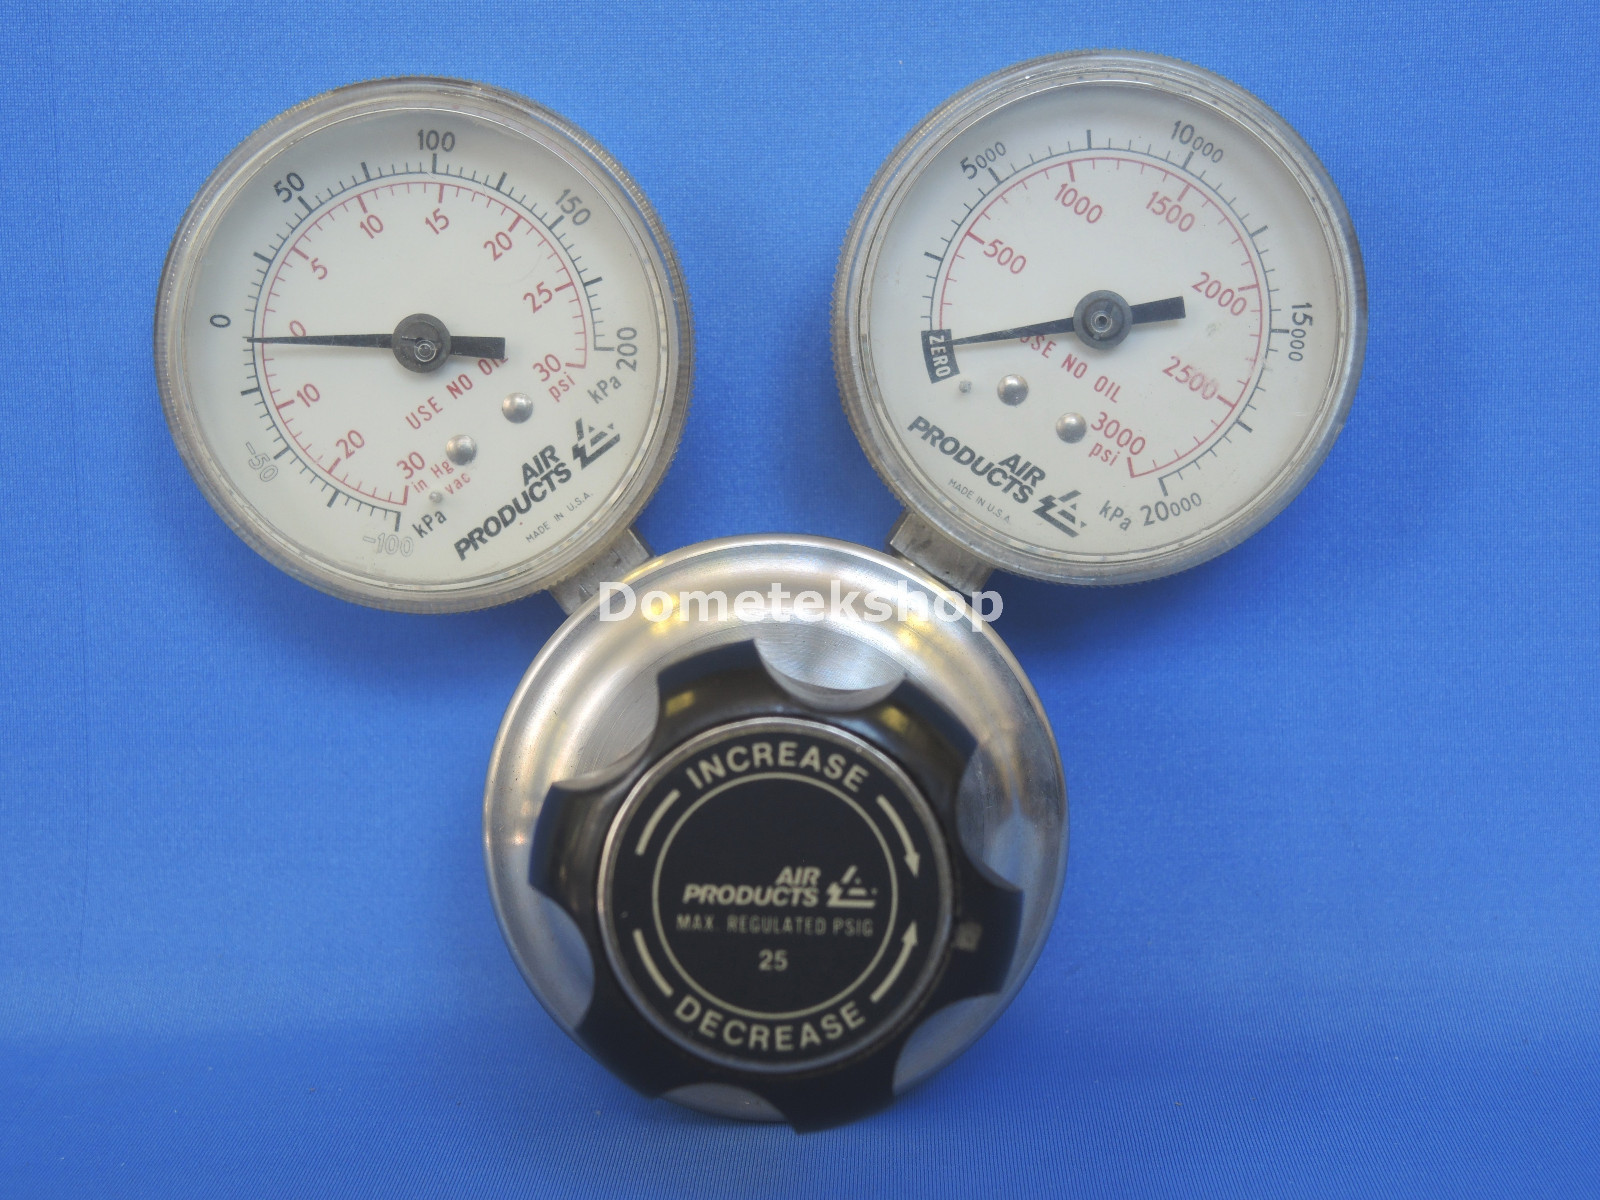 0
50
100
150
200
kPa
0
5
10
15
20
25
30
psi
10
20
30
in Hg
vac
-50
-100
kPa
USE NO OIL
AIR
PRODUCTS
MADE IN U.S.A.
ZERO
5000
10000
15000
20000
kPa
500
1000
1500
2000
2500
3000
psi
USE NO OIL
AIR
PRODUCTS
MADE IN U.S.A.
Dometekshop
INCREASE
AIR
PRODUCTS
MAX. REGULATED PSIG
25
DECREASE